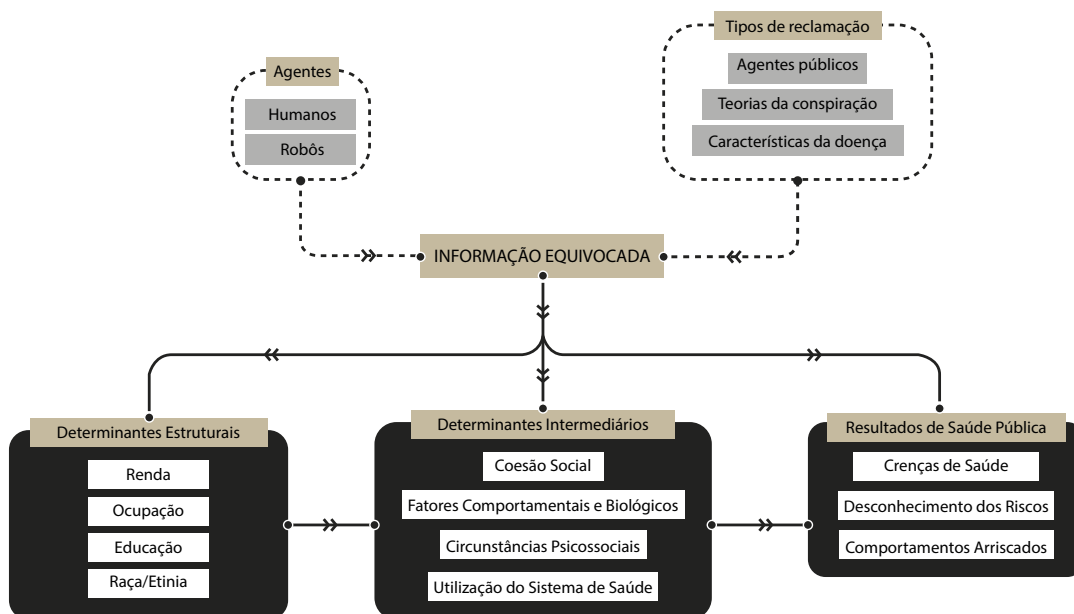 Agentes
Humanos
Robôs
Tipos de reclamação
Agentes públicos
Teorias da conspiração
Características da doença
INFORMAÇÃO EQUIVOCADA
Determinantes Estruturais
Renda
Ocupação
Educação
Raça/Etinia
Determinantes Intermediários
Coesão Social
Fatores Comportamentais e Biológicos
Circunstâncias Psicossociais
Utilização do Sistema de Saúde
Resultados de Saúde Pública
Crenças de Saúde
Desconhecimento dos Riscos
Comportamentos Arriscados